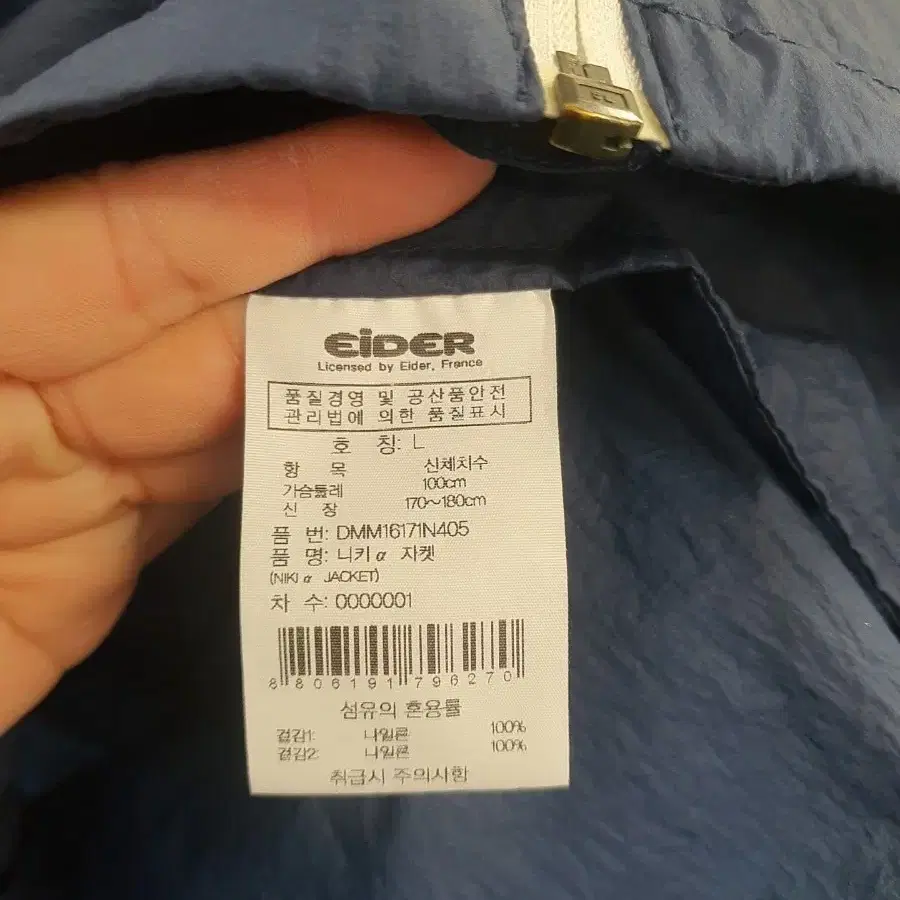 EiDER
Licensed by Eider, France
품질경영 및 공산품안전
관리법에 의한 품질표시
호 칭: L
항 목 신체치수
가슴둘레 100cm
신 장 170~180cm
품 번: DMM16171N405
품 명: 니키α 자켓
(NIKI α JACKET)
차 수: 0000001
8806191796270
섬유의 혼용률
겉감1: 나일론 100%
겉감2: 나일론 100%
취급시 주의사항